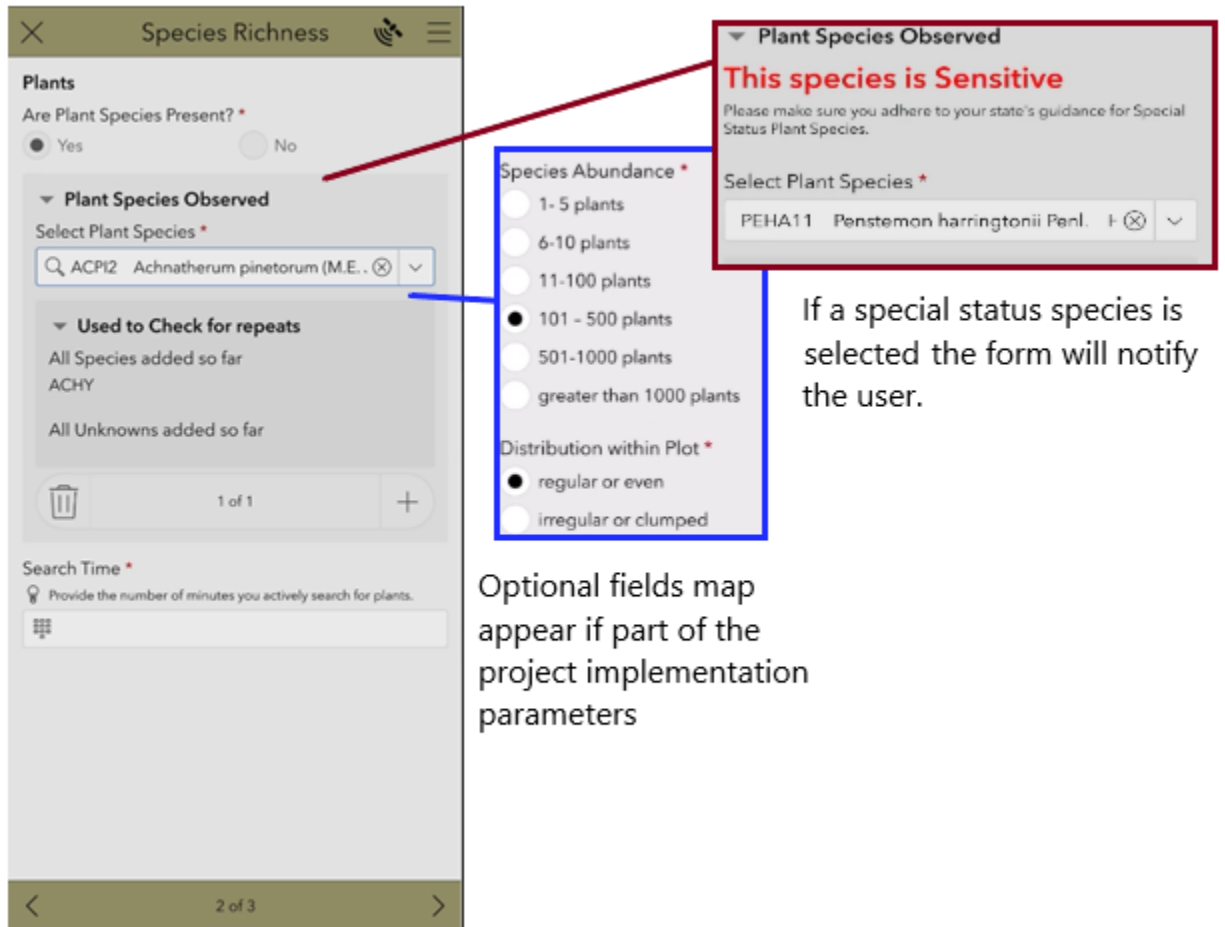 Species Richness
Plants
Are Plant Species Present? *
Yes
No
Plant Species Observed
Select Plant Species *
ACPI2 Achnatherum pinetorum (M.E..
Used to Check for repeats
All Species added so far
ACHY
All Unknowns added so far
1 of 1
Search Time *
Provide the number of minutes you actively search for plants.
2 of 3
Species Abundance *
1- 5 plants
6-10 plants
11-100 plants
101 - 500 plants
501-1000 plants
greater than 1000 plants
Distribution within Plot *
regular or even
irregular or clumped
Optional fields map
appear if part of the
project implementation
parameters
Plant Species Observed
This species is Sensitive
Please make sure you adhere to your state's guidance for Special
Status Plant Species.
Select Plant Species *
PEHA11 Penstemon harringtonii Penl.
If a special status species is
selected the form will notify
the user.